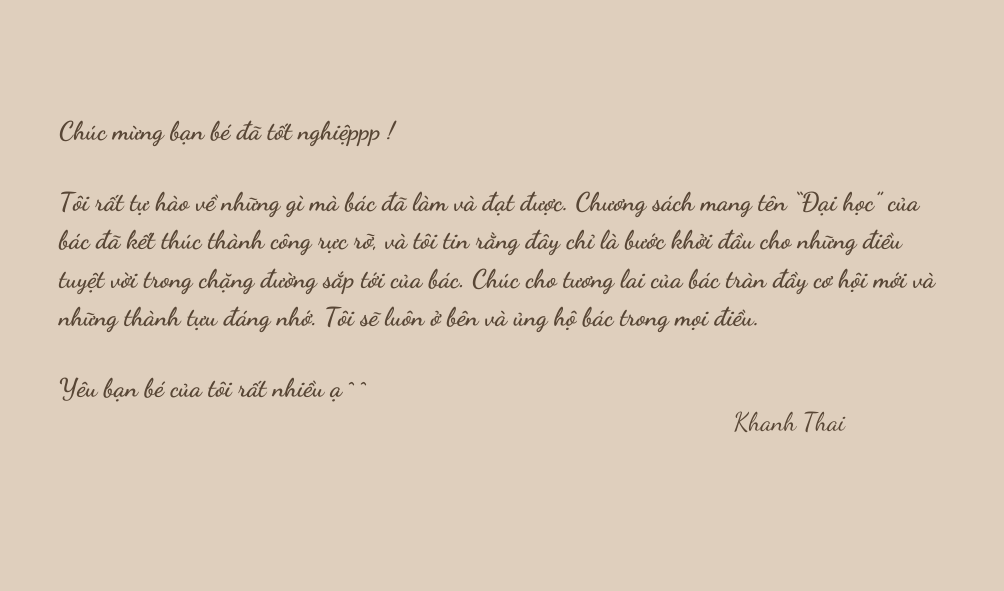 Chúc mừng bạn bé đã tốt nghiệppp !
Tôi rất tự hào về những gì mà bác đã làm và đạt được. Chương sách mang tên “Đại học” của
bác đã kết thúc thành công rực rỡ, và tôi tin rằng đây chỉ là bước khởi đầu cho những điều
tuyệt vời trong chặng đường sắp tới của bác. Chúc cho tương lai của bác tràn đầy cơ hội mới và
những thành tựu đáng nhớ. Tôi sẽ luôn ở bên và ủng hộ bác trong mọi điều.
Yêu bạn bé của tôi rất nhiều ạ ^ ^
Khanh Thai